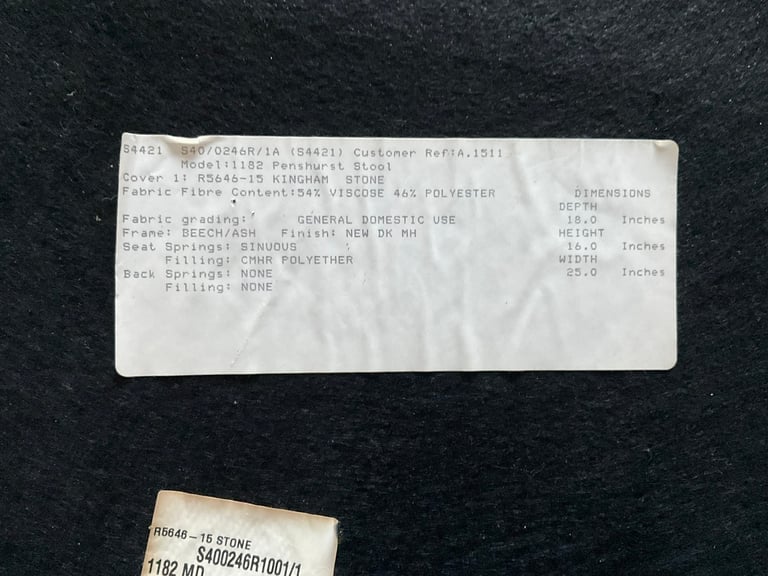 S4421 S40/0246R/1A (S4421) Customer Ref:A.1511
Model:1182 Penshurst Stool
Cover 1: R5646-15 KINGHAM STONE
Fabric Fibre Content:54% VISCOSE 46% POLYESTER DIMENSIONS
DEPTH
Fabric grading: GENERAL DOMESTIC USE 18.0 Inches
Frame: BEECH/ASH Finish: NEW DK MH HEIGHT
Seat Springs: SINUOUS 16.0 Inches
Filling: CMHR POLYETHER WIDTH
Back Springs: NONE 25.0 Inches
Filling: NONE
R5646-15 STONE
S400246R1001/1
1182 MD